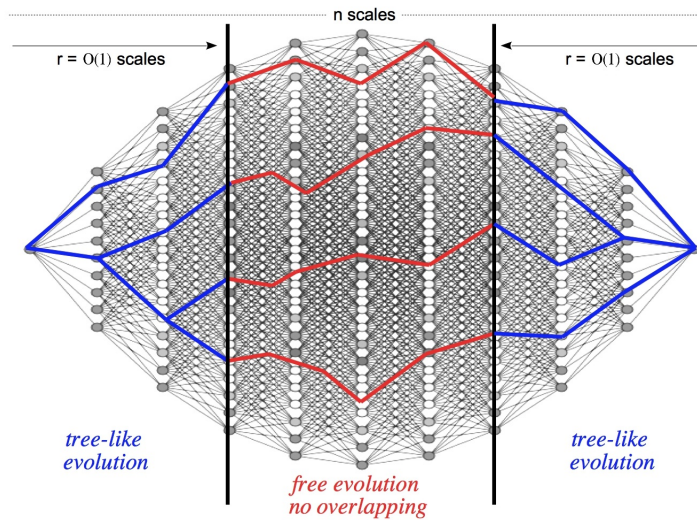 n scales
r = O(1) scales
r = O(1) scales
tree-like
evolution
free evolution
no overlapping
tree-like
evolution